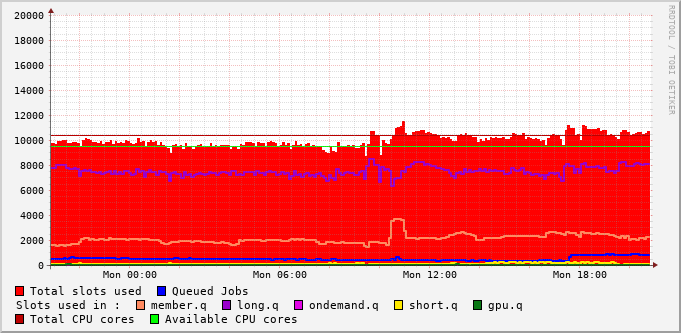 20000
18000
16000
14000
12000
10000
8000
6000
4000
2000
0
Mon 00:00 Mon 06:00 Mon 12:00 Mon 18:00
RRDTOOL / TOBI OETIKER
Total slots used Queued Jobs
Slots used in : member.q long.q ondemand.q short.q gpu.q
Total CPU cores Available CPU cores